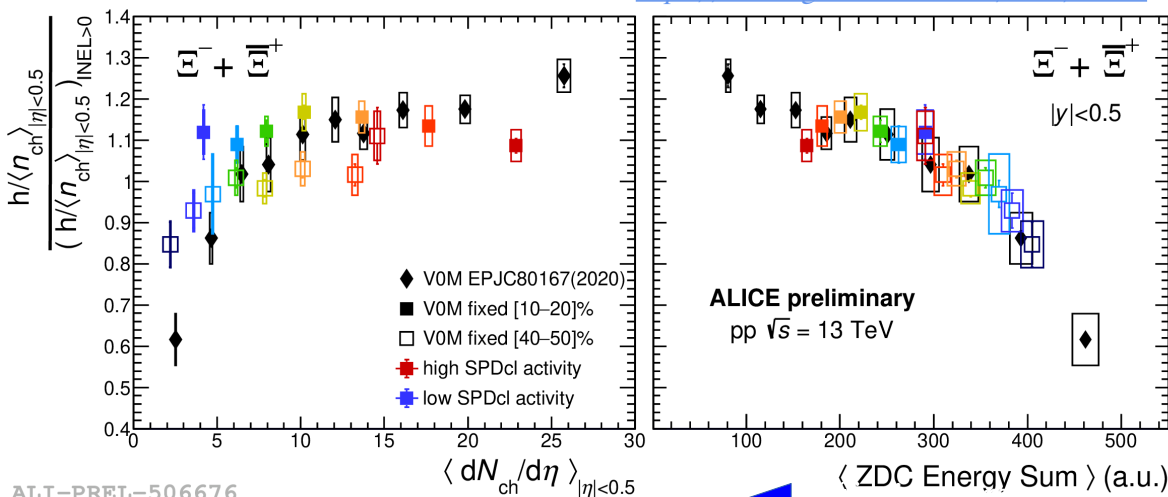 h/⟨n_ch⟩_|η|<0.5
( h/⟨n_ch⟩_|η|<0.5 )_INEL>0
1.4
1.3
1.2
1.1
1
0.9
0.8
0.7
0.6
0.5
0.4
Ξ⁻ + Ξ̅⁺
V0M EPJC80167(2020)
V0M fixed [10–20]%
V0M fixed [40–50]%
high SPDcl activity
low SPDcl activity
0 5 10 15 20 25 30
⟨ dN_ch/dη ⟩_|η|<0.5
Ξ⁻ + Ξ̅⁺
|y|<0.5
ALICE preliminary
pp √s = 13 TeV
100 200 300 400 500
⟨ ZDC Energy Sum ⟩ (a.u.)
ALI-PREL-506676